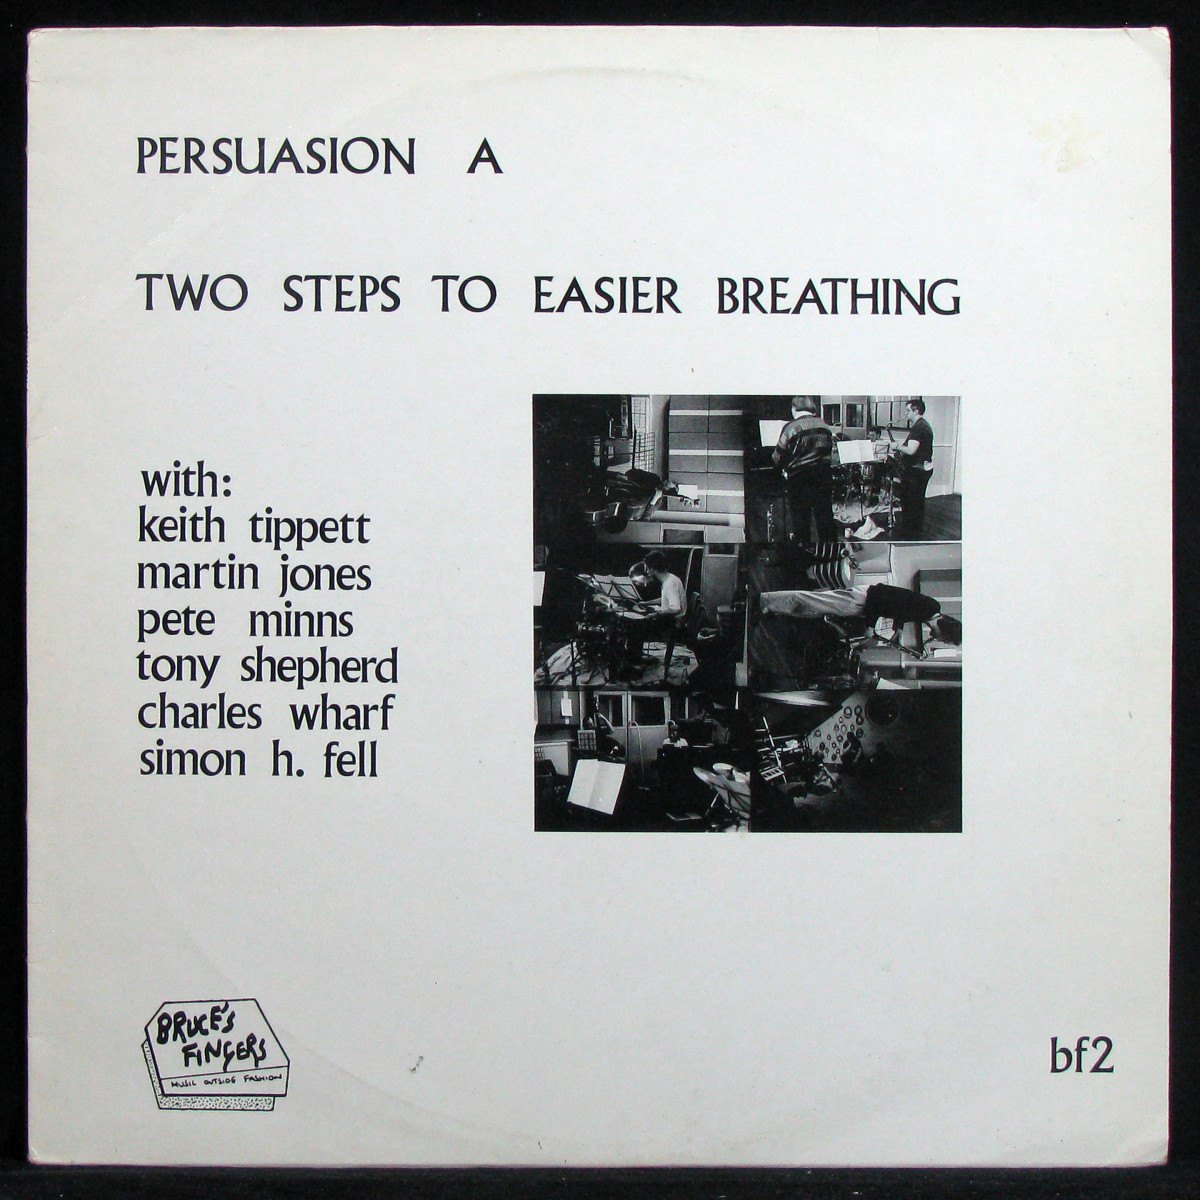 PERSUASION A
TWO STEPS TO EASIER BREATHING
with:
keith tippett
martin jones
pete minns
tony shepherd
charles wharf
simon h. fell
BRUCE'S
FINGERS
MUSIC OUTSIDE FASHION
bf2